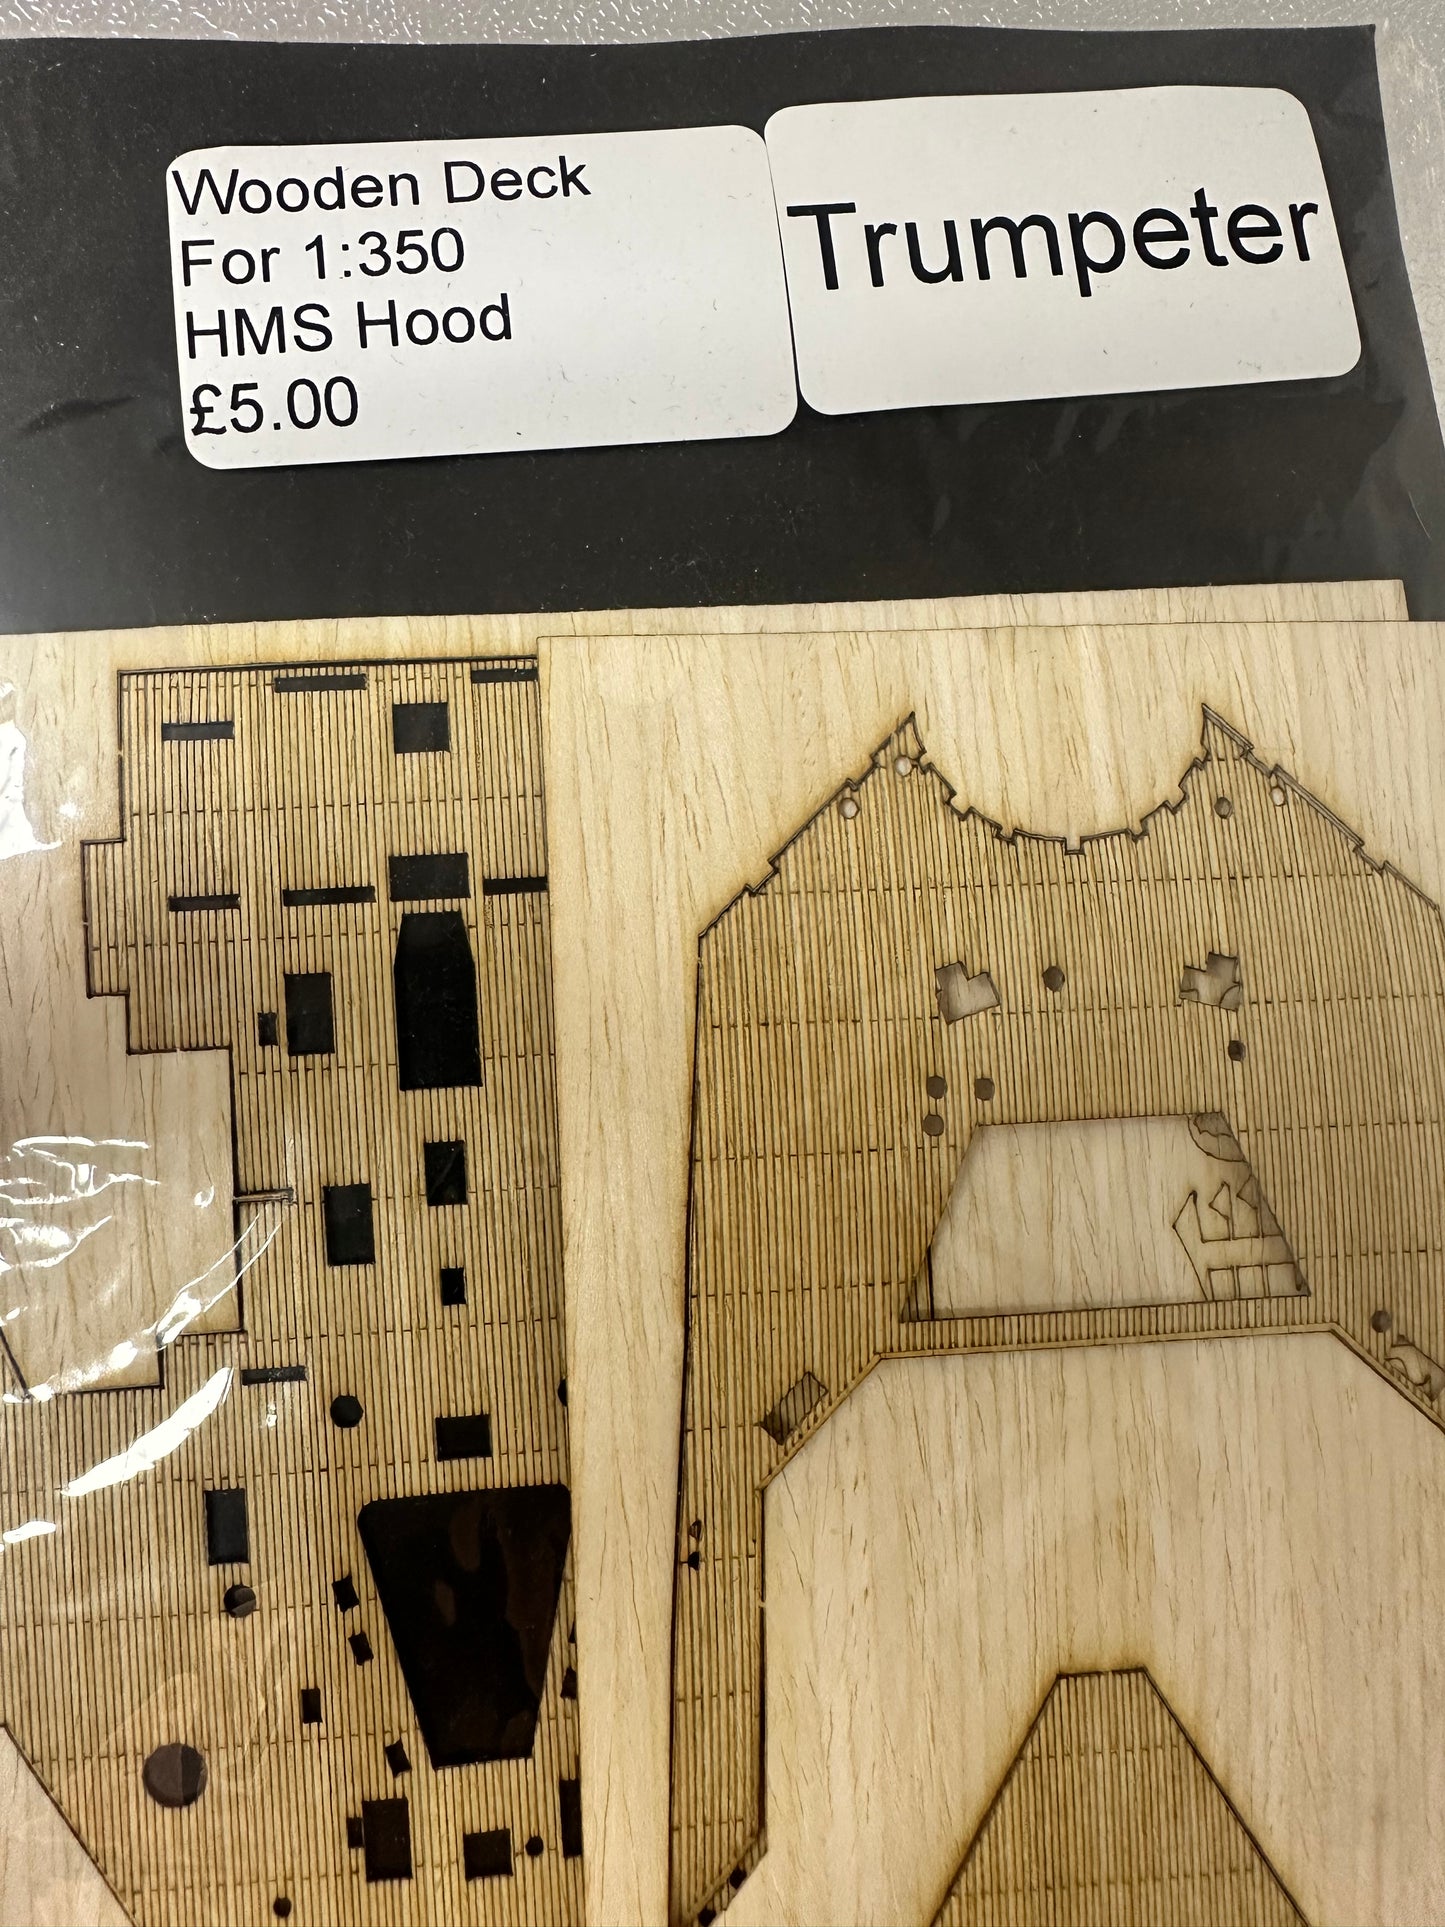 Wooden Deck
For 1:350
HMS Hood
£5.00
Trumpeter